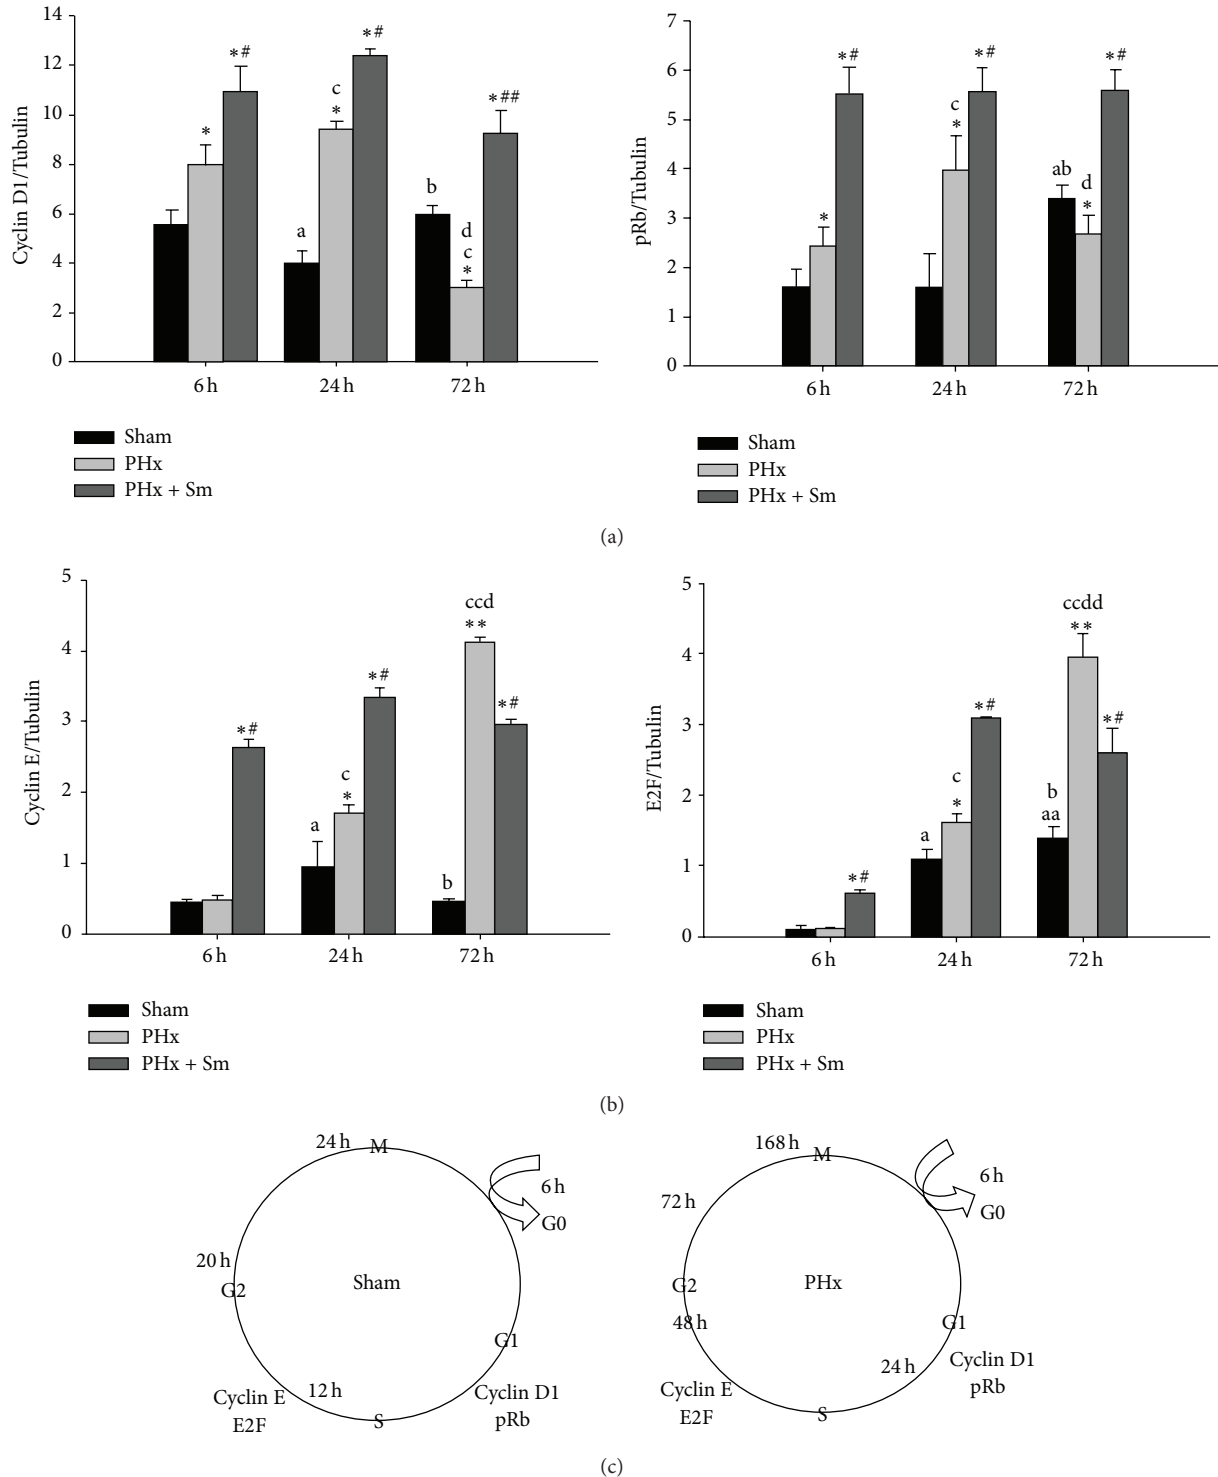 14
12
10
8
6
4
2
0
Cyclin D1/Tubulin
*#
*
c
*
*#
a
*##
b
d
c
*
6 h
24 h
72 h
Sham
PHx
PHx + Sm
7
6
5
4
3
2
1
0
pRb/Tubulin
*#
*
*#
c
*
*#
ab
d
*
6 h
24 h
72 h
Sham
PHx
PHx + Sm
(a)
5
4
3
2
1
0
Cyclin E/Tubulin
*#
*#
c
*
a
ccd
**
*#
b
6 h
24 h
72 h
Sham
PHx
PHx + Sm
5
4
3
2
1
0
E2F/Tubulin
*#
*#
c
*
a
ccdd
**
*#
b
aa
6 h
24 h
72 h
Sham
PHx
PHx + Sm
(b)
24 h
M
6 h
G0
20 h
G2
Sham
G1
Cyclin E
E2F
12 h
S
Cyclin D1
pRb
168 h
M
6 h
G0
72 h
G2
PHx
48 h
G1
24 h
Cyclin D1
pRb
Cyclin E
E2F
S
(c)